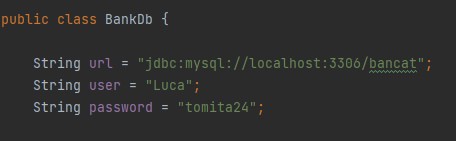 public class BankDb {
String url = "jdbc:mysql://localhost:3306/bancat";
String user = "Luca";
String password = "tomita24";